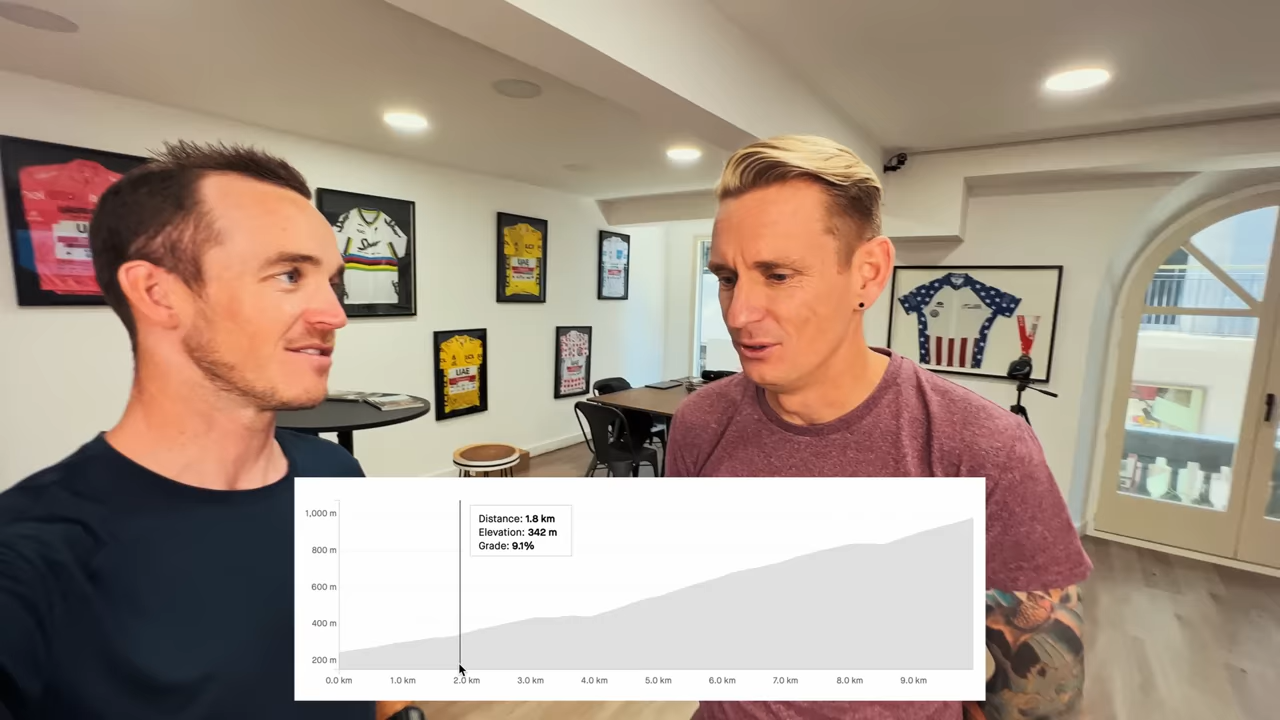 UAE
UAE
1,000 m
800 m
600 m
400 m
200 m
Distance: 1.8 km
Elevation: 342 m
Grade: 9.1%
0.0 km
1.0 km
2.0 km
3.0 km
4.0 km
5.0 km
6.0 km
7.0 km
8.0 km
9.0 km